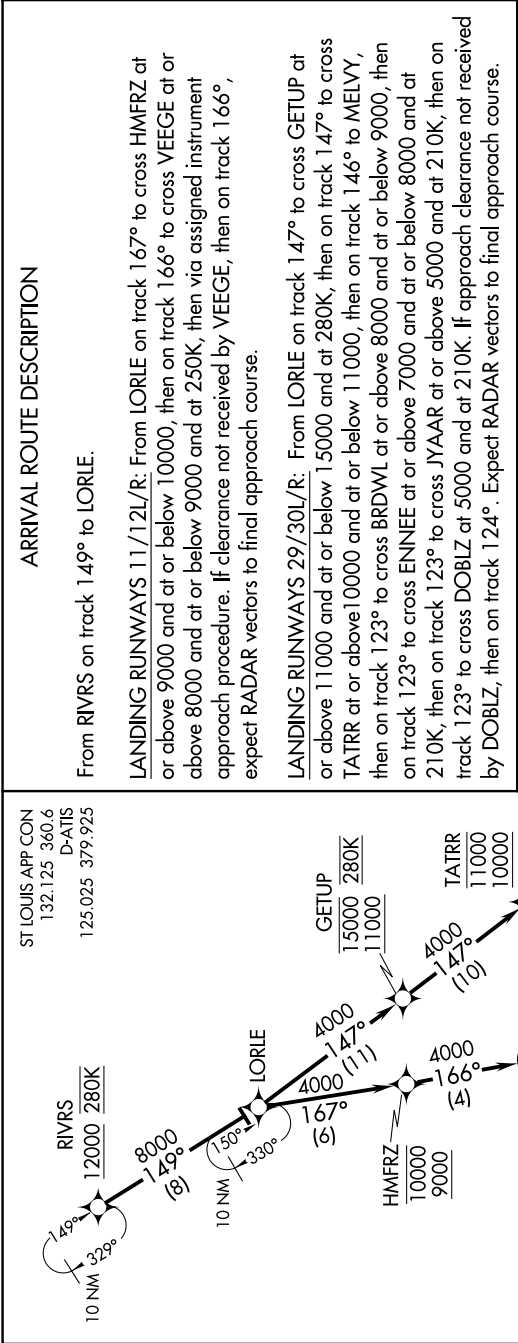 ARRIVAL ROUTE DESCRIPTION
From RIVRS on track 149° to LORLE.
LANDING RUNWAYS 11/12L/R: From LORLE on track 167° to cross HMFRZ at
or above 9000 and at or below 10000, then on track 166° to cross VEEGE at or
above 8000 and at or below 9000 and at 250K, then via assigned instrument
approach procedure. If clearance not received by VEEGE, then on track 166°,
expect RADAR vectors to final approach course.
LANDING RUNWAYS 29/30L/R: From LORLE on track 147° to cross GETUP at
or above 11000 and at or below 15000 and at 280K, then on track 147° to cross
TATRR at or above10000 and at or below 11000, then on track 146° to MELVY,
then on track 123° to cross BRDWL at or above 8000 and at or below 9000, then
on track 123° to cross ENNEE at or above 7000 and at or below 8000 and at
210K, then on track 123° to cross JYAAR at or above 5000 and at 210K, then on
track 123° to cross DOBLZ at 5000 and at 210K. If approach clearance not received
by DOBLZ, then on track 124°. Expect RADAR vectors to final approach course.
ST LOUIS APP CON
132.125 360.6
D-ATIS
125.025 379.925
RIVRS
12000 280K
149°
329°
10 NM
8000
149°
(8)
LORLE
150°
330°
10 NM
4000
147°
(11)
4000
167°
(6)
GETUP
15000 280K
11000
HMFRZ
10000
9000
4000
147°
(10)
4000
166°
(4)
TATRR
11000
10000